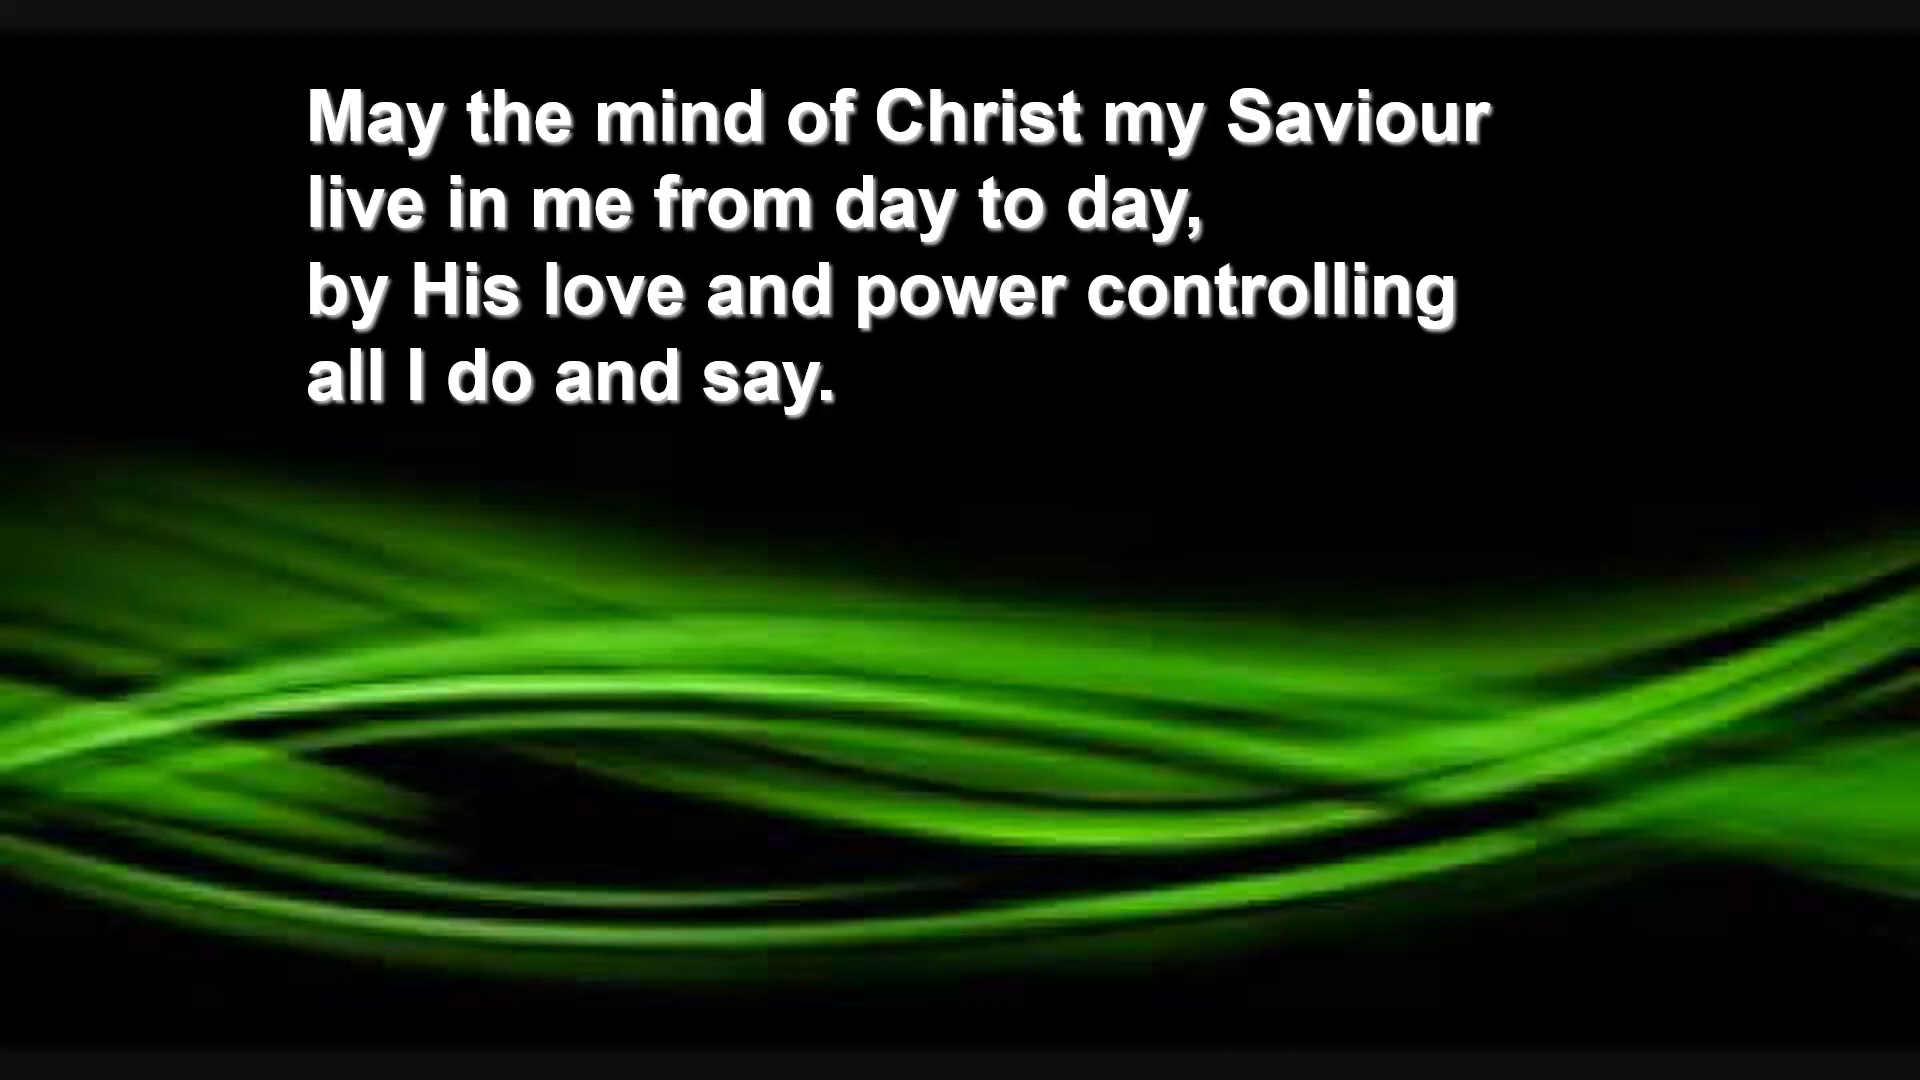 May the mind of Christ my Saviour
live in me from day to day,
by His love and power controlling
all I do and say.